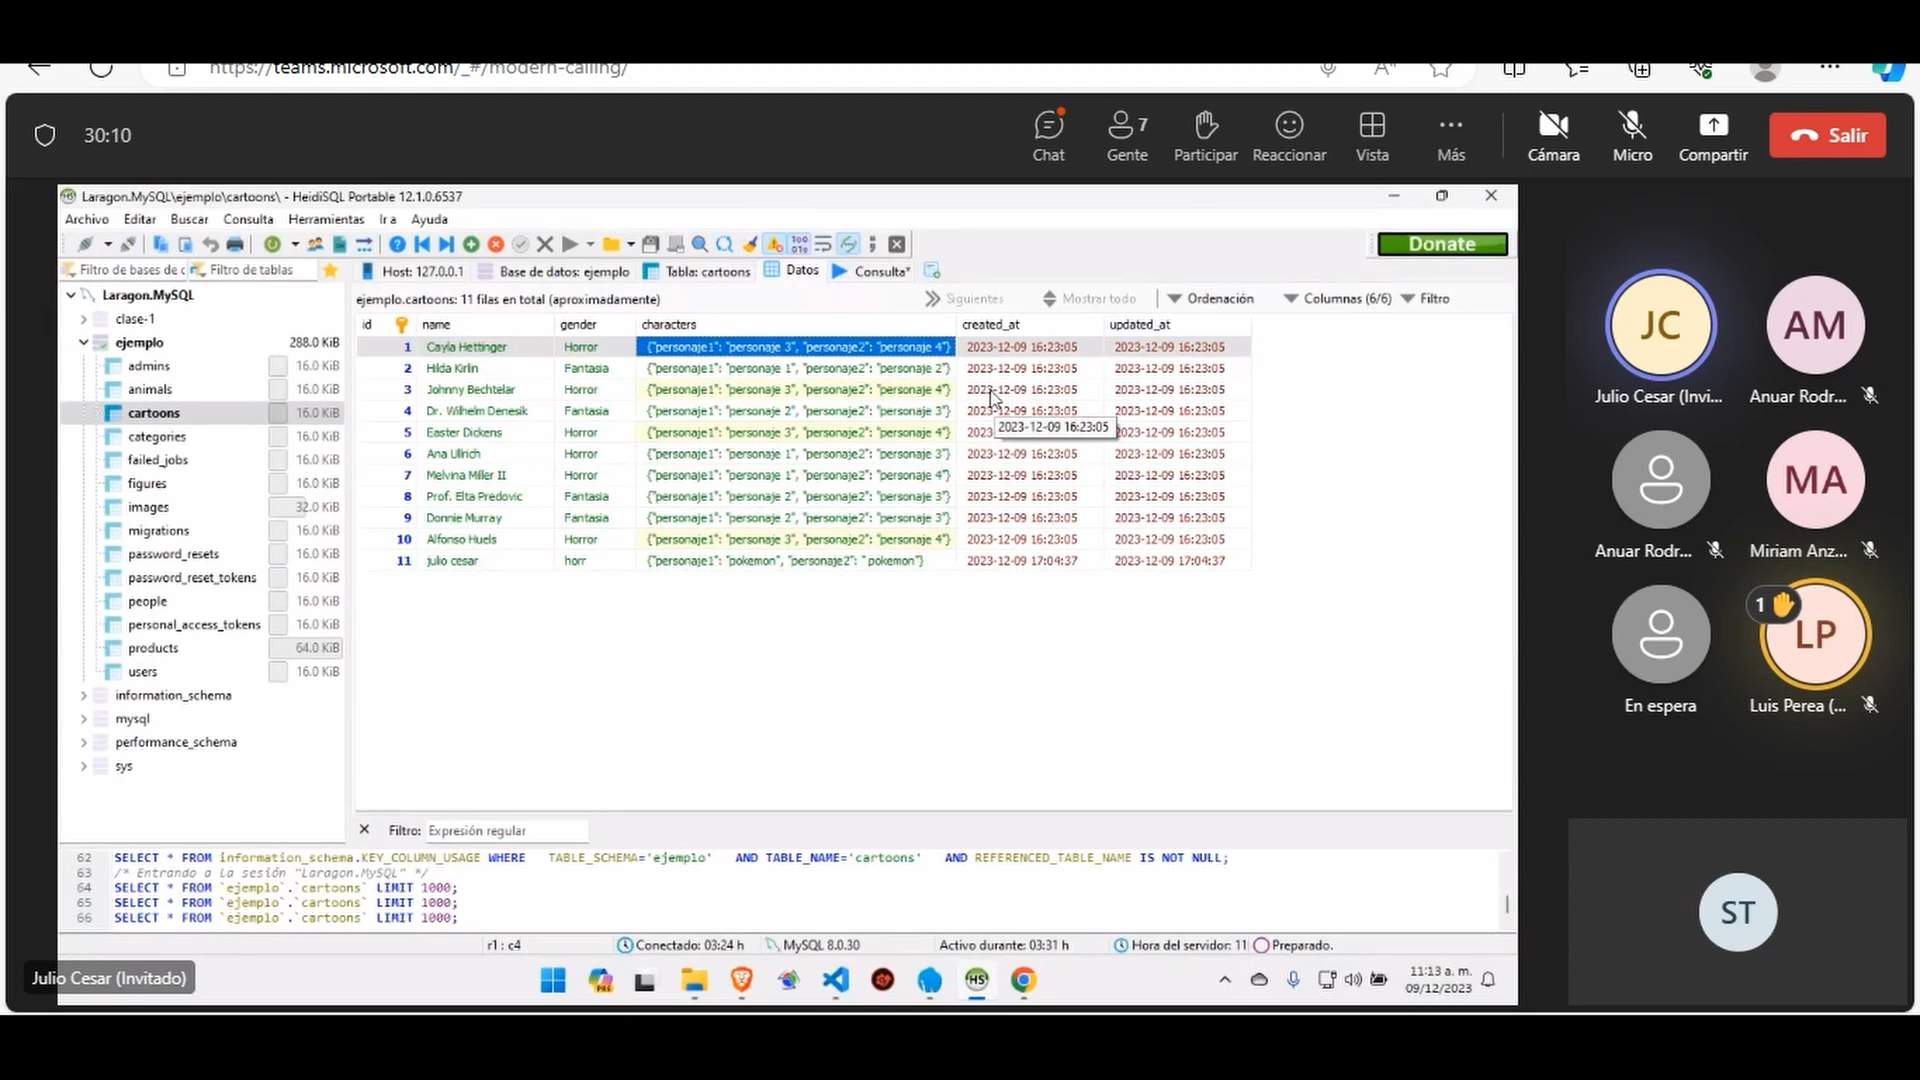 https://teams.microsoft.com/_#/modern-calling/
30:10
Chat
Gente 7
Participar
Reaccionar
Vista
Más
Cámara
Micro
Compartir
Salir
Laragon.MySQL\ejemplo\cartoons\ - HeidiSQL Portable 12.1.0.6537
Archivo Editar Buscar Consulta Herramientas Ir a Ayuda
Donate
Filtro de bases de c Filtro de tablas
Host: 127.0.0.1 Base de datos: ejemplo Tabla: cartoons Datos Consulta*
ejemplo.cartoons: 11 filas en total (aproximadamente) Siguientes Mostrar todo Ordenación Columnas (6/6) Filtro
Laragon.MySQL
clase-1
ejemplo 288.0 KiB
admins 16.0 KiB
animals 16.0 KiB
cartoons 16.0 KiB
categories 16.0 KiB
failed_jobs 16.0 KiB
figures 16.0 KiB
images 32.0 KiB
migrations 16.0 KiB
password_resets 16.0 KiB
password_reset_tokens 16.0 KiB
people 16.0 KiB
personal_access_tokens 16.0 KiB
products 64.0 KiB
users 16.0 KiB
information_schema
mysql
performance_schema
sys
id name gender characters created_at updated_at
1 Cayla Hettinger Horror {"personaje1": "personaje 3", "personaje2": "personaje 4"} 2023-12-09 16:23:05 2023-12-09 16:23:05
2 Hilda Kirlin Fantasia {"personaje1": "personaje 1", "personaje2": "personaje 2"} 2023-12-09 16:23:05 2023-12-09 16:23:05
3 Johnny Bechtelar Horror {"personaje1": "personaje 3", "personaje2": "personaje 4"} 2023-12-09 16:23:05 2023-12-09 16:23:05
4 Dr. Wilhelm Denesik Fantasia {"personaje1": "personaje 2", "personaje2": "personaje 3"} 2023-12-09 16:23:05 2023-12-09 16:23:05
2023-12-09 16:23:05
5 Easter Dickens Horror {"personaje1": "personaje 3", "personaje2": "personaje 4"} 2023 2023-12-09 16:23:05
6 Ana Ullrich Horror {"personaje1": "personaje 1", "personaje2": "personaje 3"} 2023-12-09 16:23:05 2023-12-09 16:23:05
7 Melvina Miller II Horror {"personaje1": "personaje 1", "personaje2": "personaje 4"} 2023-12-09 16:23:05 2023-12-09 16:23:05
8 Prof. Elta Predovic Fantasia {"personaje1": "personaje 2", "personaje2": "personaje 3"} 2023-12-09 16:23:05 2023-12-09 16:23:05
9 Donnie Murray Fantasia {"personaje1": "personaje 2", "personaje2": "personaje 3"} 2023-12-09 16:23:05 2023-12-09 16:23:05
10 Alfonso Huels Horror {"personaje1": "personaje 3", "personaje2": "personaje 4"} 2023-12-09 16:23:05 2023-12-09 16:23:05
11 julio cesar horr {"personaje1": "pokemon", "personaje2": "pokemon"} 2023-12-09 17:04:37 2023-12-09 17:04:37
Filtro: Expresión regular
62 SELECT * FROM information_schema.KEY_COLUMN_USAGE WHERE TABLE_SCHEMA='ejemplo' AND TABLE_NAME='cartoons' AND REFERENCED_TABLE_NAME IS NOT NULL;
63 /* Entrando a la sesión "Laragon.MySQL" */
64 SELECT * FROM `ejemplo`.`cartoons` LIMIT 1000;
65 SELECT * FROM `ejemplo`.`cartoons` LIMIT 1000;
66 SELECT * FROM `ejemplo`.`cartoons` LIMIT 1000;
r1 : c4 Conectado: 03:24 h MySQL 8.0.30 Activo durante: 03:31 h Hora del servidor: 11 Preparado.
Julio Cesar (Invitado)
11:13 a. m.
09/12/2023
JC
Julio Cesar (Invi...
AM
Anuar Rodr...
Anuar Rodr...
MA
Miriam Anz...
En espera
1
LP
Luis Perea (...
ST